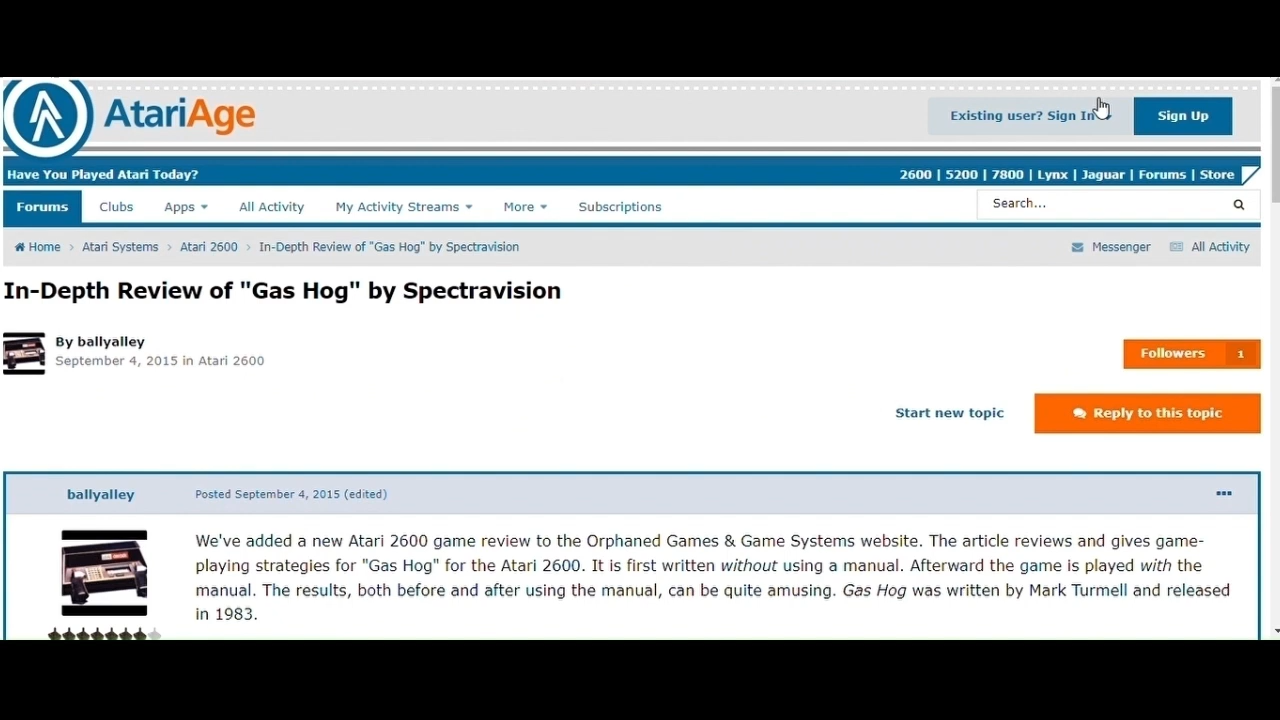 AtariAge
Existing user? Sign In
Sign Up
Have You Played Atari Today?
2600 | 5200 | 7800 | Lynx | Jaguar | Forums | Store
Forums
Clubs
Apps
All Activity
My Activity Streams
More
Subscriptions
Search...
Home > Atari Systems > Atari 2600 > In-Depth Review of "Gas Hog" by Spectravision
Messenger
All Activity
In-Depth Review of "Gas Hog" by Spectravision
By ballyalley
September 4, 2015 in Atari 2600
Followers 1
Start new topic
Reply to this topic
ballyalley
Posted September 4, 2015 (edited)
We've added a new Atari 2600 game review to the Orphaned Games & Game Systems website. The article reviews and gives game-
playing strategies for "Gas Hog" for the Atari 2600. It is first written without using a manual. Afterward the game is played with the
manual. The results, both before and after using the manual, can be quite amusing. Gas Hog was written by Mark Turmell and released
in 1983.